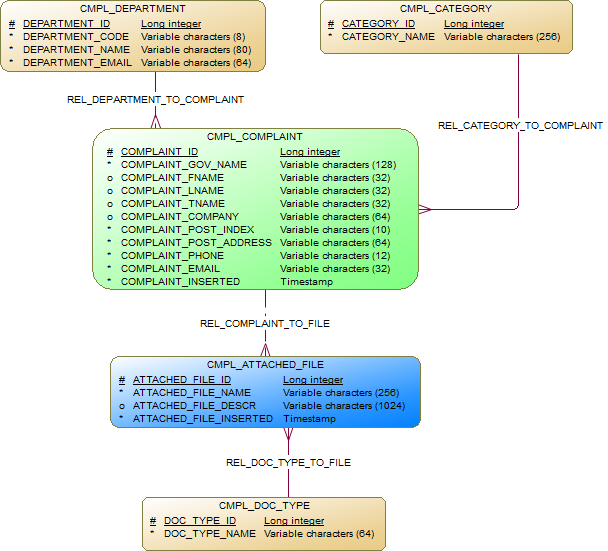 CMPL_DEPARTMENT
# DEPARTMENT_ID Long integer
* DEPARTMENT_CODE Variable characters (8)
* DEPARTMENT_NAME Variable characters (80)
* DEPARTMENT_EMAIL Variable characters (64)
CMPL_CATEGORY
# CATEGORY_ID Long integer
* CATEGORY_NAME Variable characters (256)
REL_DEPARTMENT_TO_COMPLAINT
REL_CATEGORY_TO_COMPLAINT
CMPL_COMPLAINT
# COMPLAINT_ID Long integer
* COMPLAINT_GOV_NAME Variable characters (128)
o COMPLAINT_FNAME Variable characters (32)
o COMPLAINT_LNAME Variable characters (32)
o COMPLAINT_TNAME Variable characters (32)
o COMPLAINT_COMPANY Variable characters (64)
* COMPLAINT_POST_INDEX Variable characters (10)
* COMPLAINT_POST_ADDRESS Variable characters (64)
* COMPLAINT_PHONE Variable characters (12)
* COMPLAINT_EMAIL Variable characters (32)
* COMPLAINT_INSERTED Timestamp
REL_COMPLAINT_TO_FILE
CMPL_ATTACHED_FILE
# ATTACHED_FILE_ID Long integer
* ATTACHED_FILE_NAME Variable characters (256)
o ATTACHED_FILE_DESCR Variable characters (1024)
* ATTACHED_FILE_INSERTED Timestamp
REL_DOC_TYPE_TO_FILE
CMPL_DOC_TYPE
# DOC_TYPE_ID Long integer
* DOC_TYPE_NAME Variable characters (64)